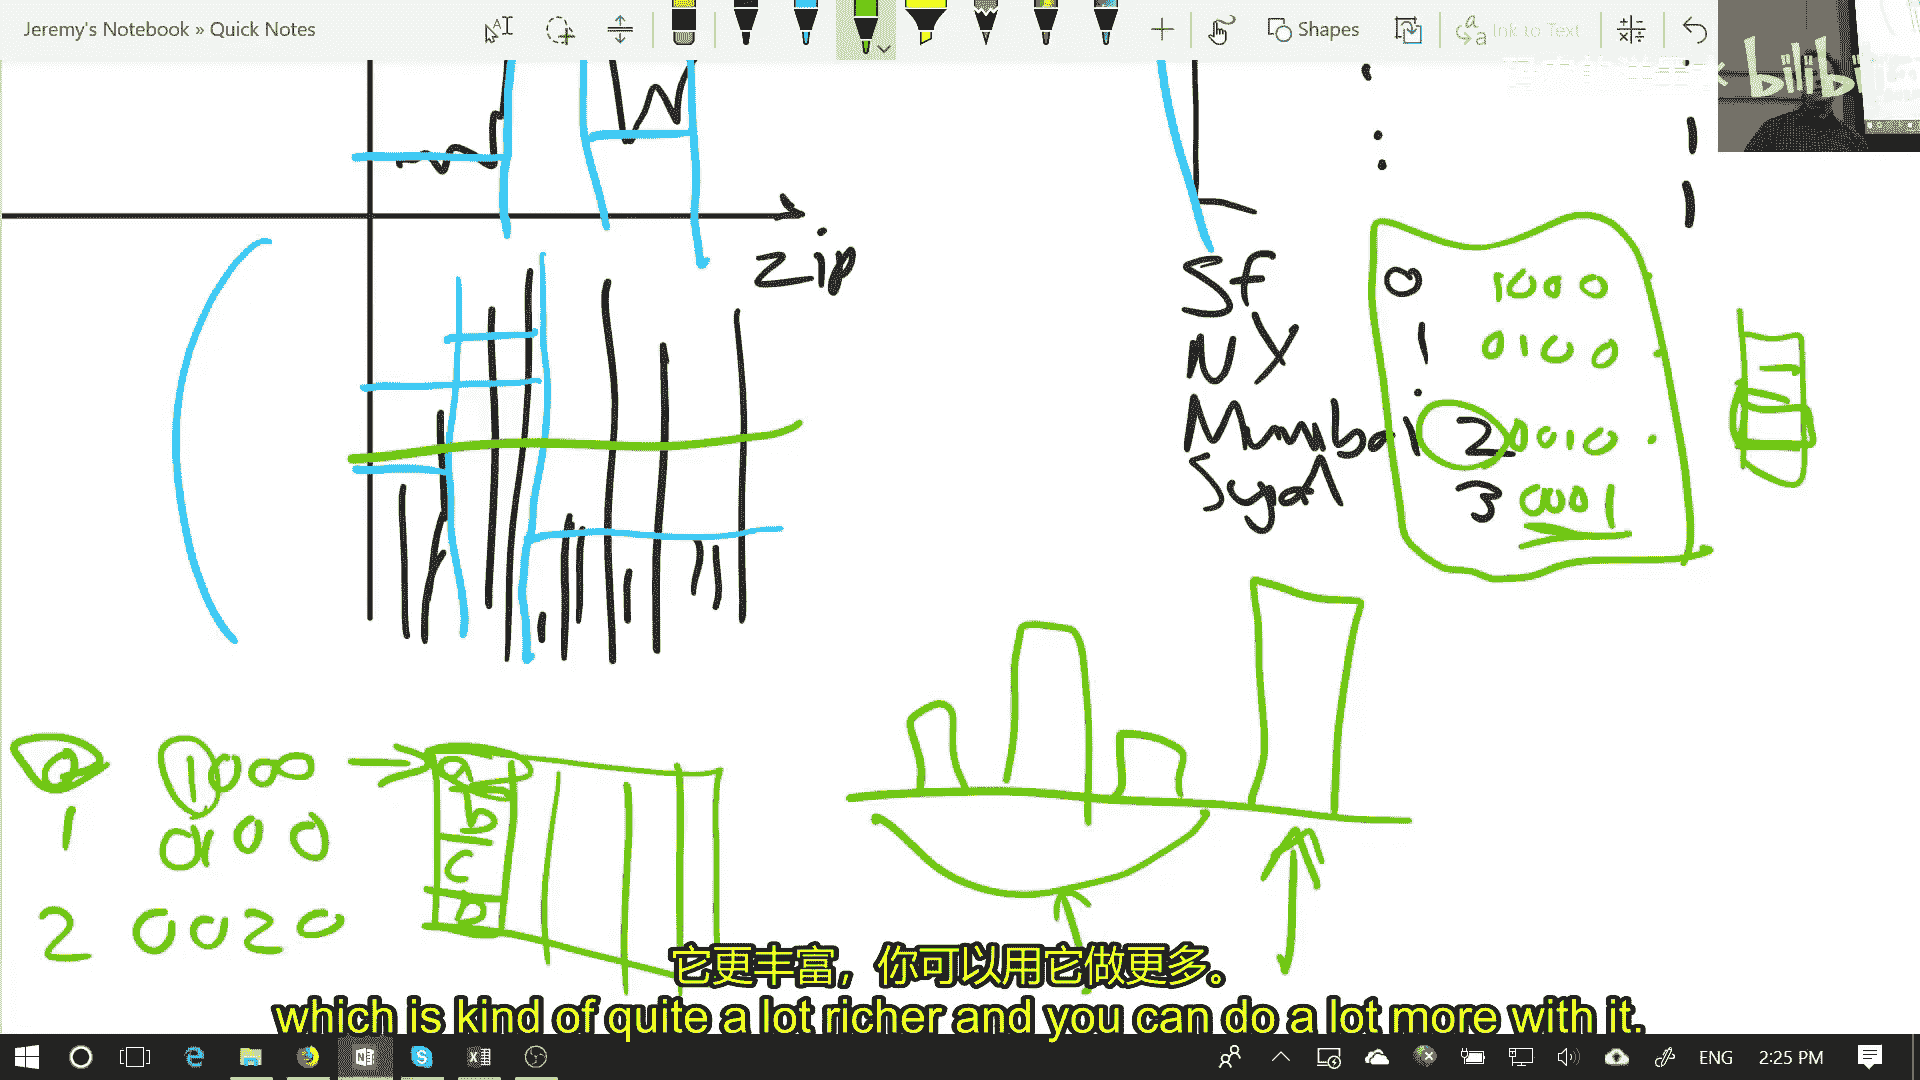 Jeremy's Notebook » Quick Notes
Shapes
Ink to Text
bilibili
zip
Sf 0 1000
NY 1 0100
Mumbai 2 0010
Syd 3 0001
0 1000
1 0100
2 0020
a
b
c
D
它更丰富，你可以用它做更多。
which is kind of quite a lot richer and you can do a lot more with it.
ENG
2:25 PM